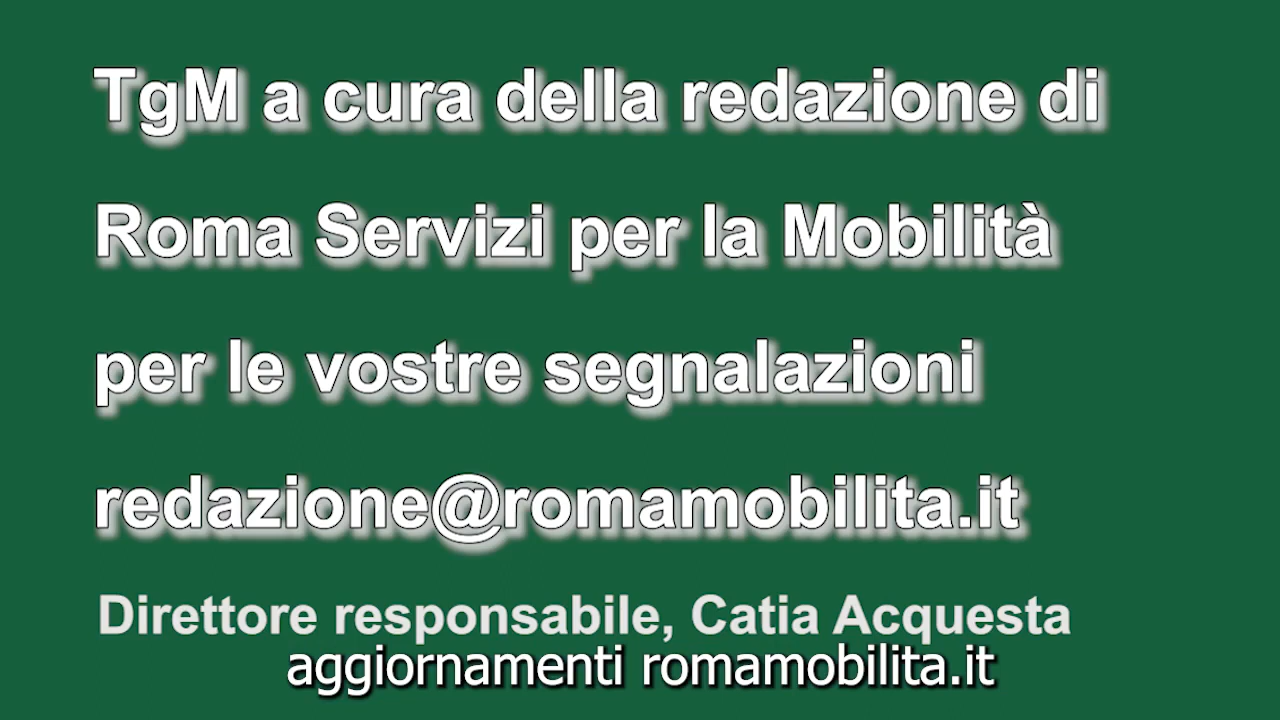 TgM a cura della redazione di
Roma Servizi per la Mobilità
per le vostre segnalazioni
redazione@romamobilita.it
Direttore responsabile, Catia Acquesta
aggiornamenti romamobilita.it